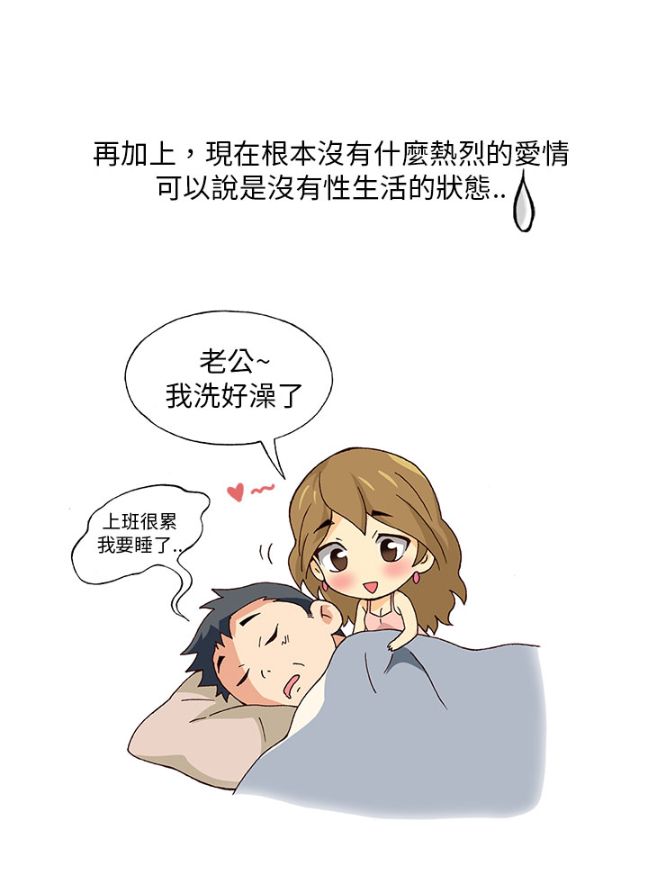 再加上，現在根本沒有什麼熱烈的愛情
可以說是沒有性生活的狀態..
老公~
我洗好澡了
上班很累
我要睡了..